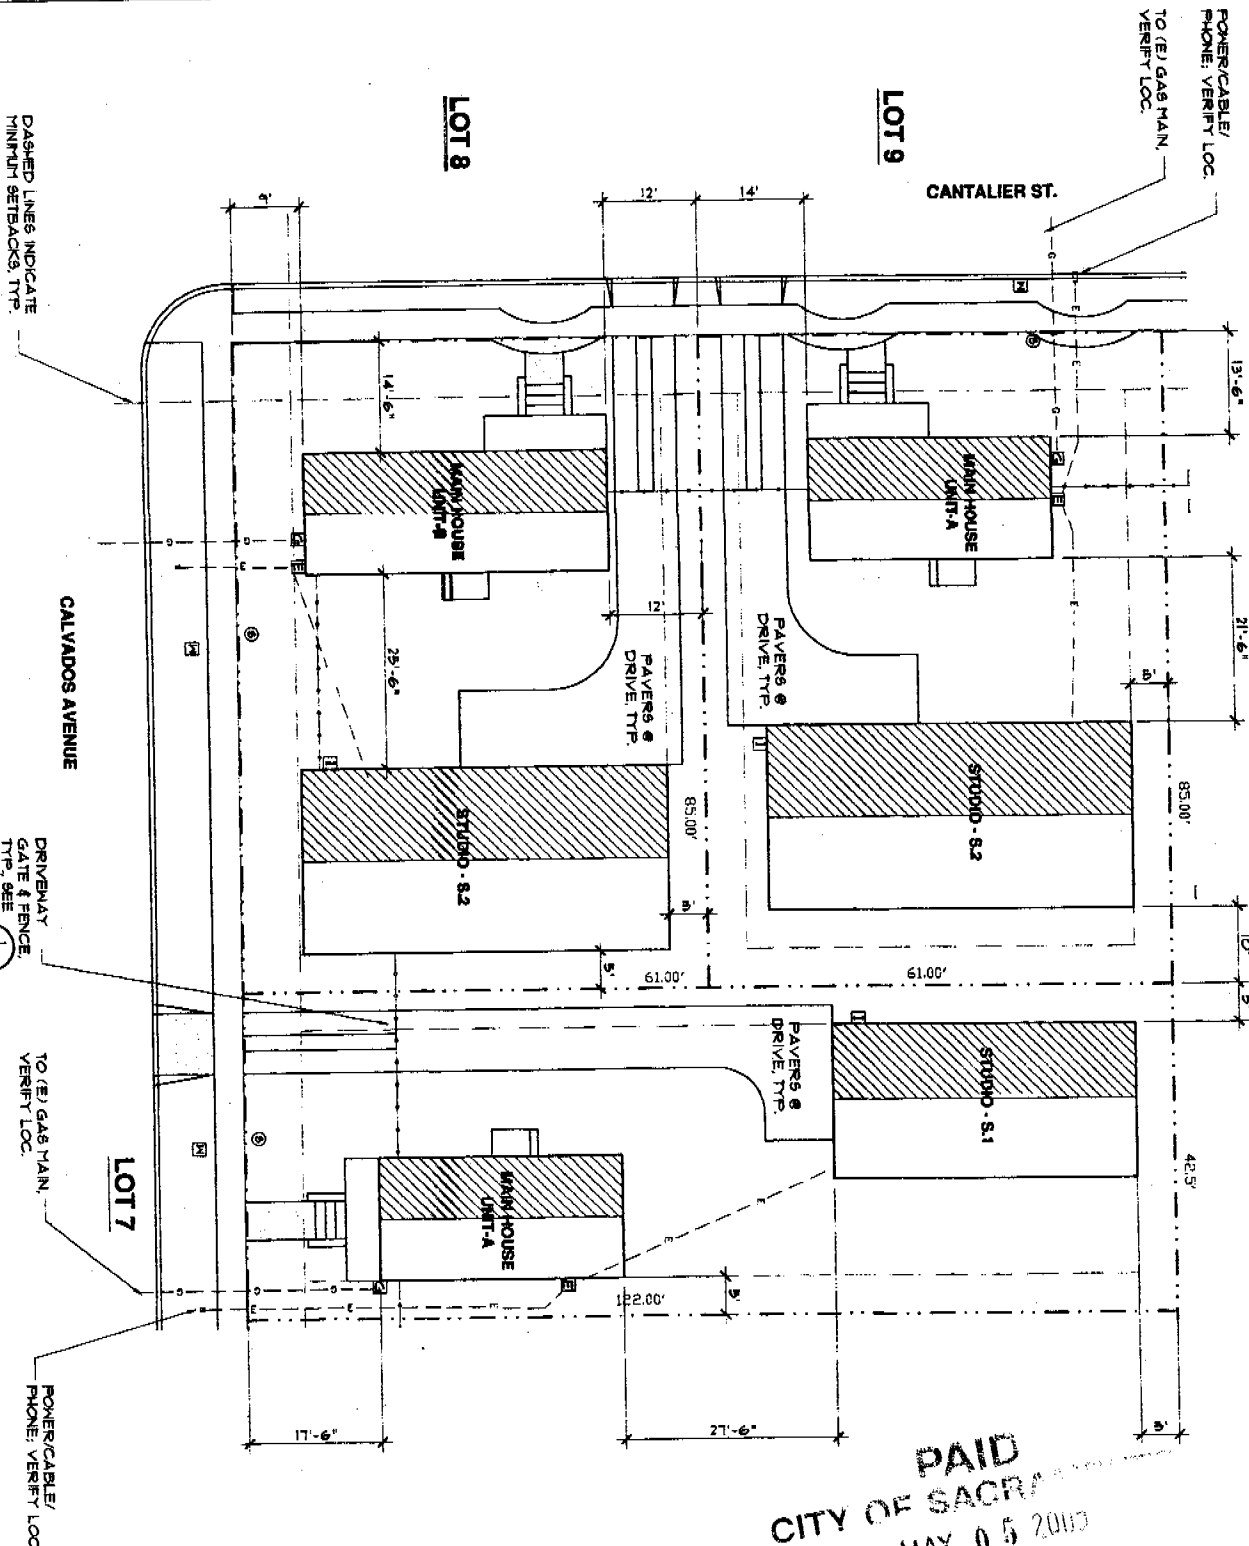 POWER/CABLE/
PHONE; VERIFY LOC.
TO (E) GAS MAIN,
VERIFY LOC.
LOT 9
LOT 8
CANTALIER ST.
DASHED LINES INDICATE
MINIMUM SETBACKS, TYP.
12'
14'
13'-6"
14'-6"
MAIN HOUSE
UNIT-B
MAIN HOUSE
UNIT-A
21'-6"
25'-6"
12'
PAVERS @
DRIVE, TYP.
PAVERS @
DRIVE, TYP.
CALVADOS AVENUE
STUDIO - S.2
STUDIO - S.2
85.00'
85.00'
5'
61.00'
61.00'
DRIVEWAY
GATE & FENCE,
TYP., SEE
1
PAVERS @
DRIVE, TYP.
STUDIO - S.1
42.5'
LOT 7
MAIN HOUSE
UNIT-A
TO (E) GAS MAIN,
VERIFY LOC.
122.00'
5'
POWER/CABLE/
PHONE; VERIFY LOC
17'-6"
27'-6"
PAID
CITY OF SACRA
MAY 05